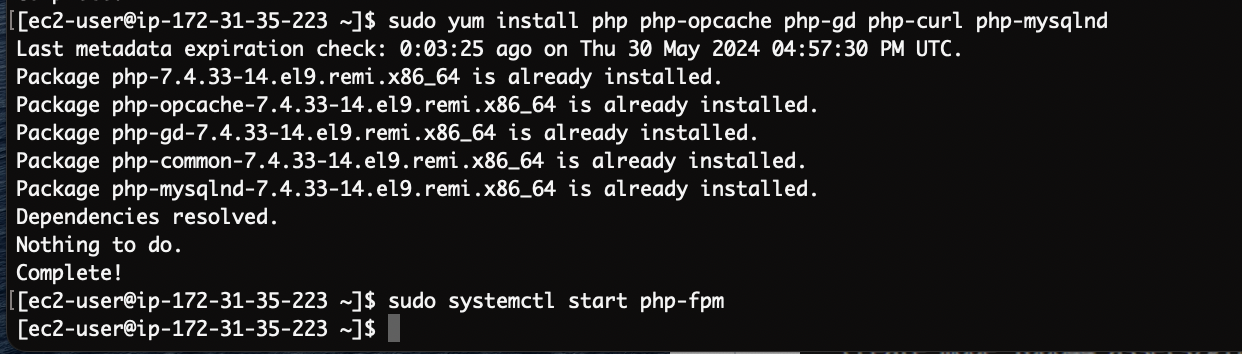 [[ec2-user@ip-172-31-35-223 ~]$ sudo yum install php php-opcache php-gd php-curl php-mysqlnd
Last metadata expiration check: 0:03:25 ago on Thu 30 May 2024 04:57:30 PM UTC.
Package php-7.4.33-14.el9.remi.x86_64 is already installed.
Package php-opcache-7.4.33-14.el9.remi.x86_64 is already installed.
Package php-gd-7.4.33-14.el9.remi.x86_64 is already installed.
Package php-common-7.4.33-14.el9.remi.x86_64 is already installed.
Package php-mysqlnd-7.4.33-14.el9.remi.x86_64 is already installed.
Dependencies resolved.
Nothing to do.
Complete!
[[ec2-user@ip-172-31-35-223 ~]$ sudo systemctl start php-fpm
[ec2-user@ip-172-31-35-223 ~]$